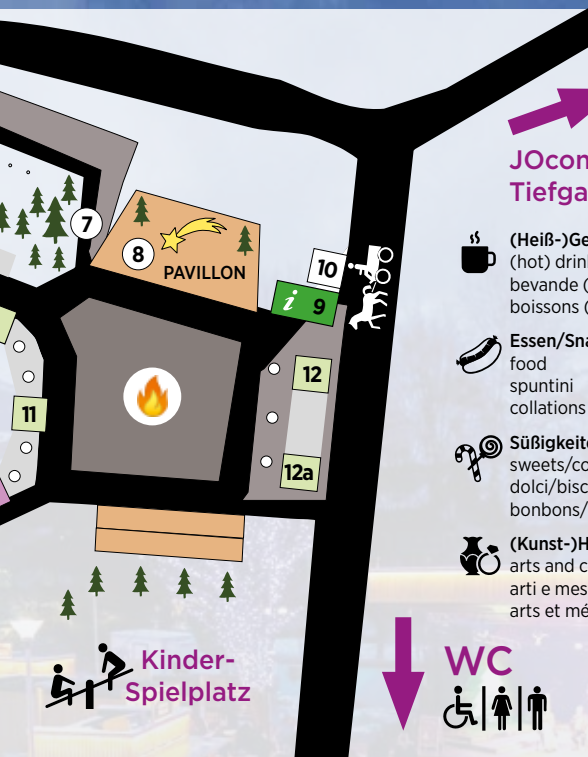 7
8
PAVILLON
10
i 9
12
11
12a
Kinder-
Spielplatz
JOcom
Tiefga
(Heiß-)Ge
(hot) drin
bevande (
boissons (
Essen/Sna
food
spuntini
collations
Süßigkeite
sweets/co
dolci/bisc
bonbons/
(Kunst-)H
arts and c
arti e mes
arts et mé
WC